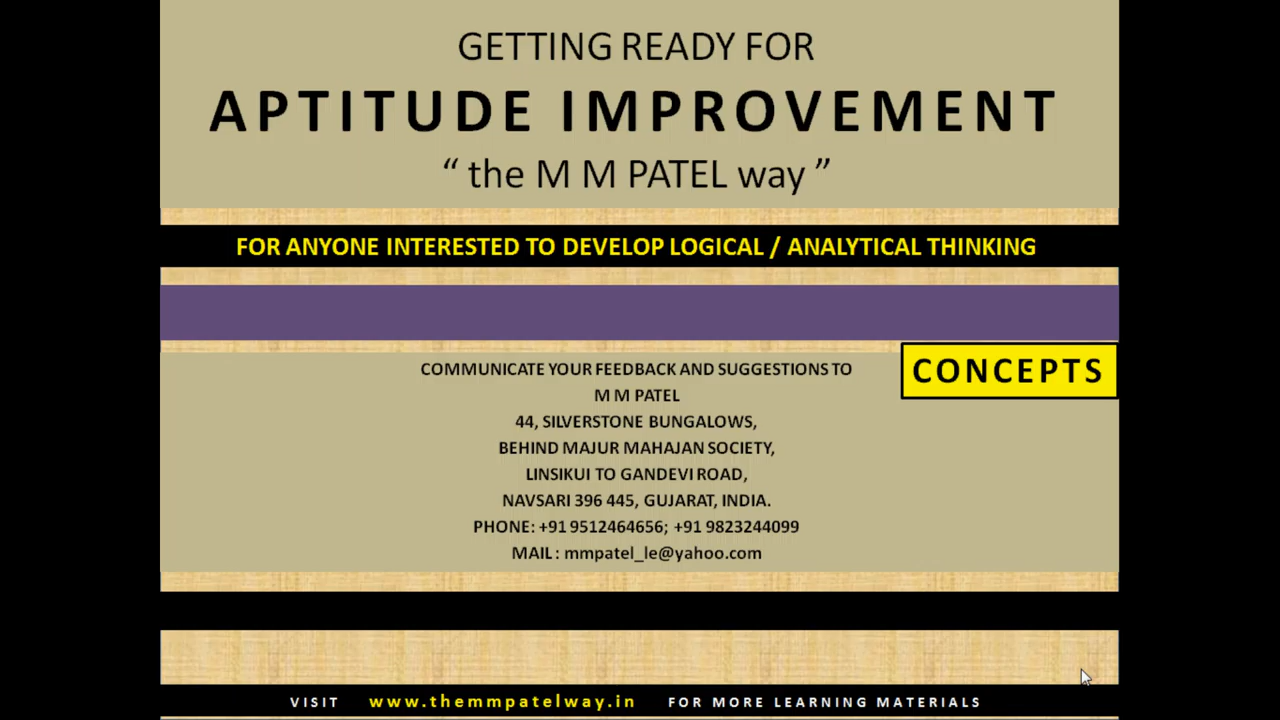 GETTING READY FOR
APTITUDE IMPROVEMENT
“ the M M PATEL way ”
FOR ANYONE INTERESTED TO DEVELOP LOGICAL / ANALYTICAL THINKING
CONCEPTS
COMMUNICATE YOUR FEEDBACK AND SUGGESTIONS TO
M M PATEL
44, SILVERSTONE BUNGALOWS,
BEHIND MAJUR MAHAJAN SOCIETY,
LINSIKUI TO GANDEVI ROAD,
NAVSARI 396 445, GUJARAT, INDIA.
PHONE: +91 9512464656; +91 9823244099
MAIL : mmpatel_le@yahoo.com
VISIT www.themmpatelway.in FOR MORE LEARNING MATERIALS